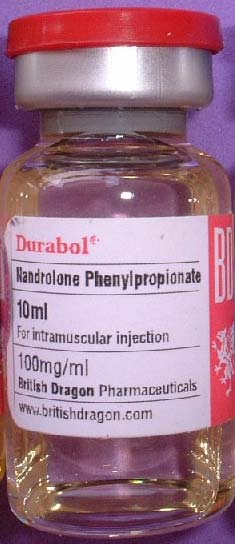 Durabol®
Nandrolone Phenylpropionate
10ml
For intramuscular injection
100mg/ml
British Dragon Pharmaceuticals
www.britishdragon.com
BD